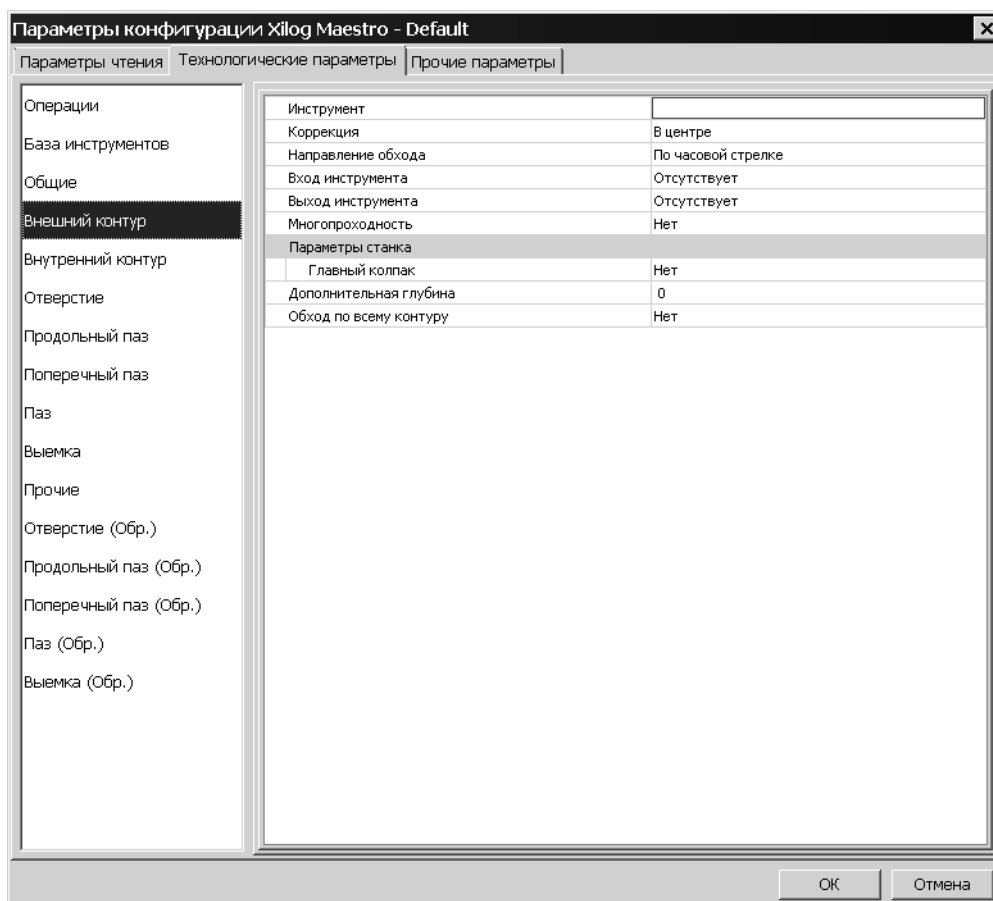 Параметры конфигурации Xilog Maestro - Default
Параметры чтения Технологические параметры Прочие параметры
Операции
База инструментов
Общие
Внешний контур
Внутренний контур
Отверстие
Продольный паз
Поперечный паз
Паз
Выемка
Прочие
Отверстие (Обр.)
Продольный паз (Обр.)
Поперечный паз (Обр.)
Паз (Обр.)
Выемка (Обр.)
Инструмент
Коррекция В центре
Направление обхода По часовой стрелке
Вход инструмента Отсутствует
Выход инструмента Отсутствует
Многопроходность Нет
Параметры станка
Главный колпак Нет
Дополнительная глубина 0
Обход по всему контуру Нет
ОК Отмена